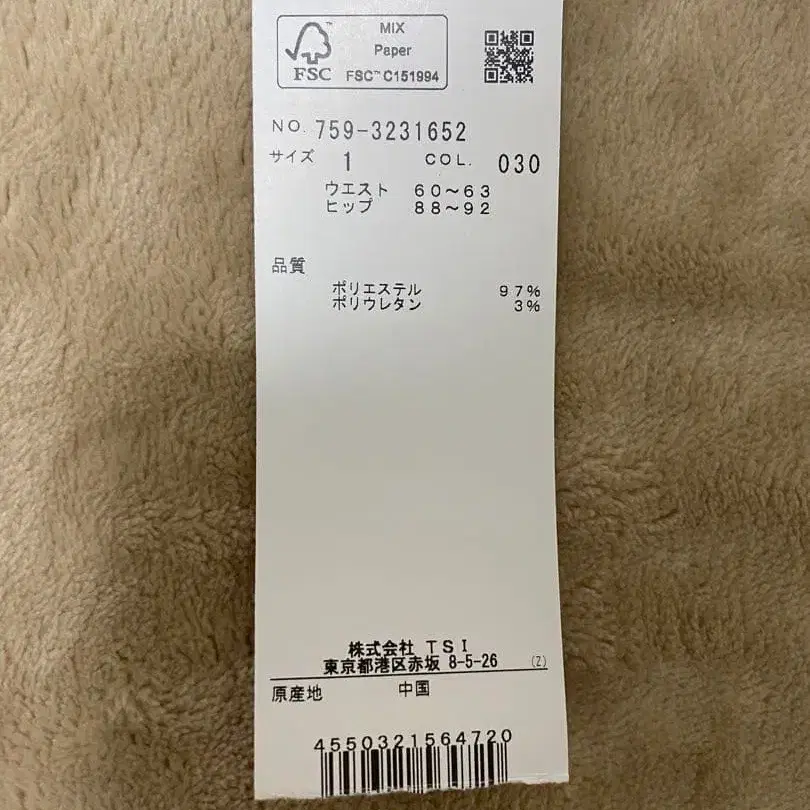 MIX
Paper
FSC™ FSC™ C151994
NO. 759-3231652
サイズ 1 COL. 030
ウエスト 60～63
ヒップ 88～92
品質
ポリエステル 97%
ポリウレタン 3%
株式会社 TSI
東京都港区赤坂 8-5-26 (Z)
原産地 中国
4550321564720